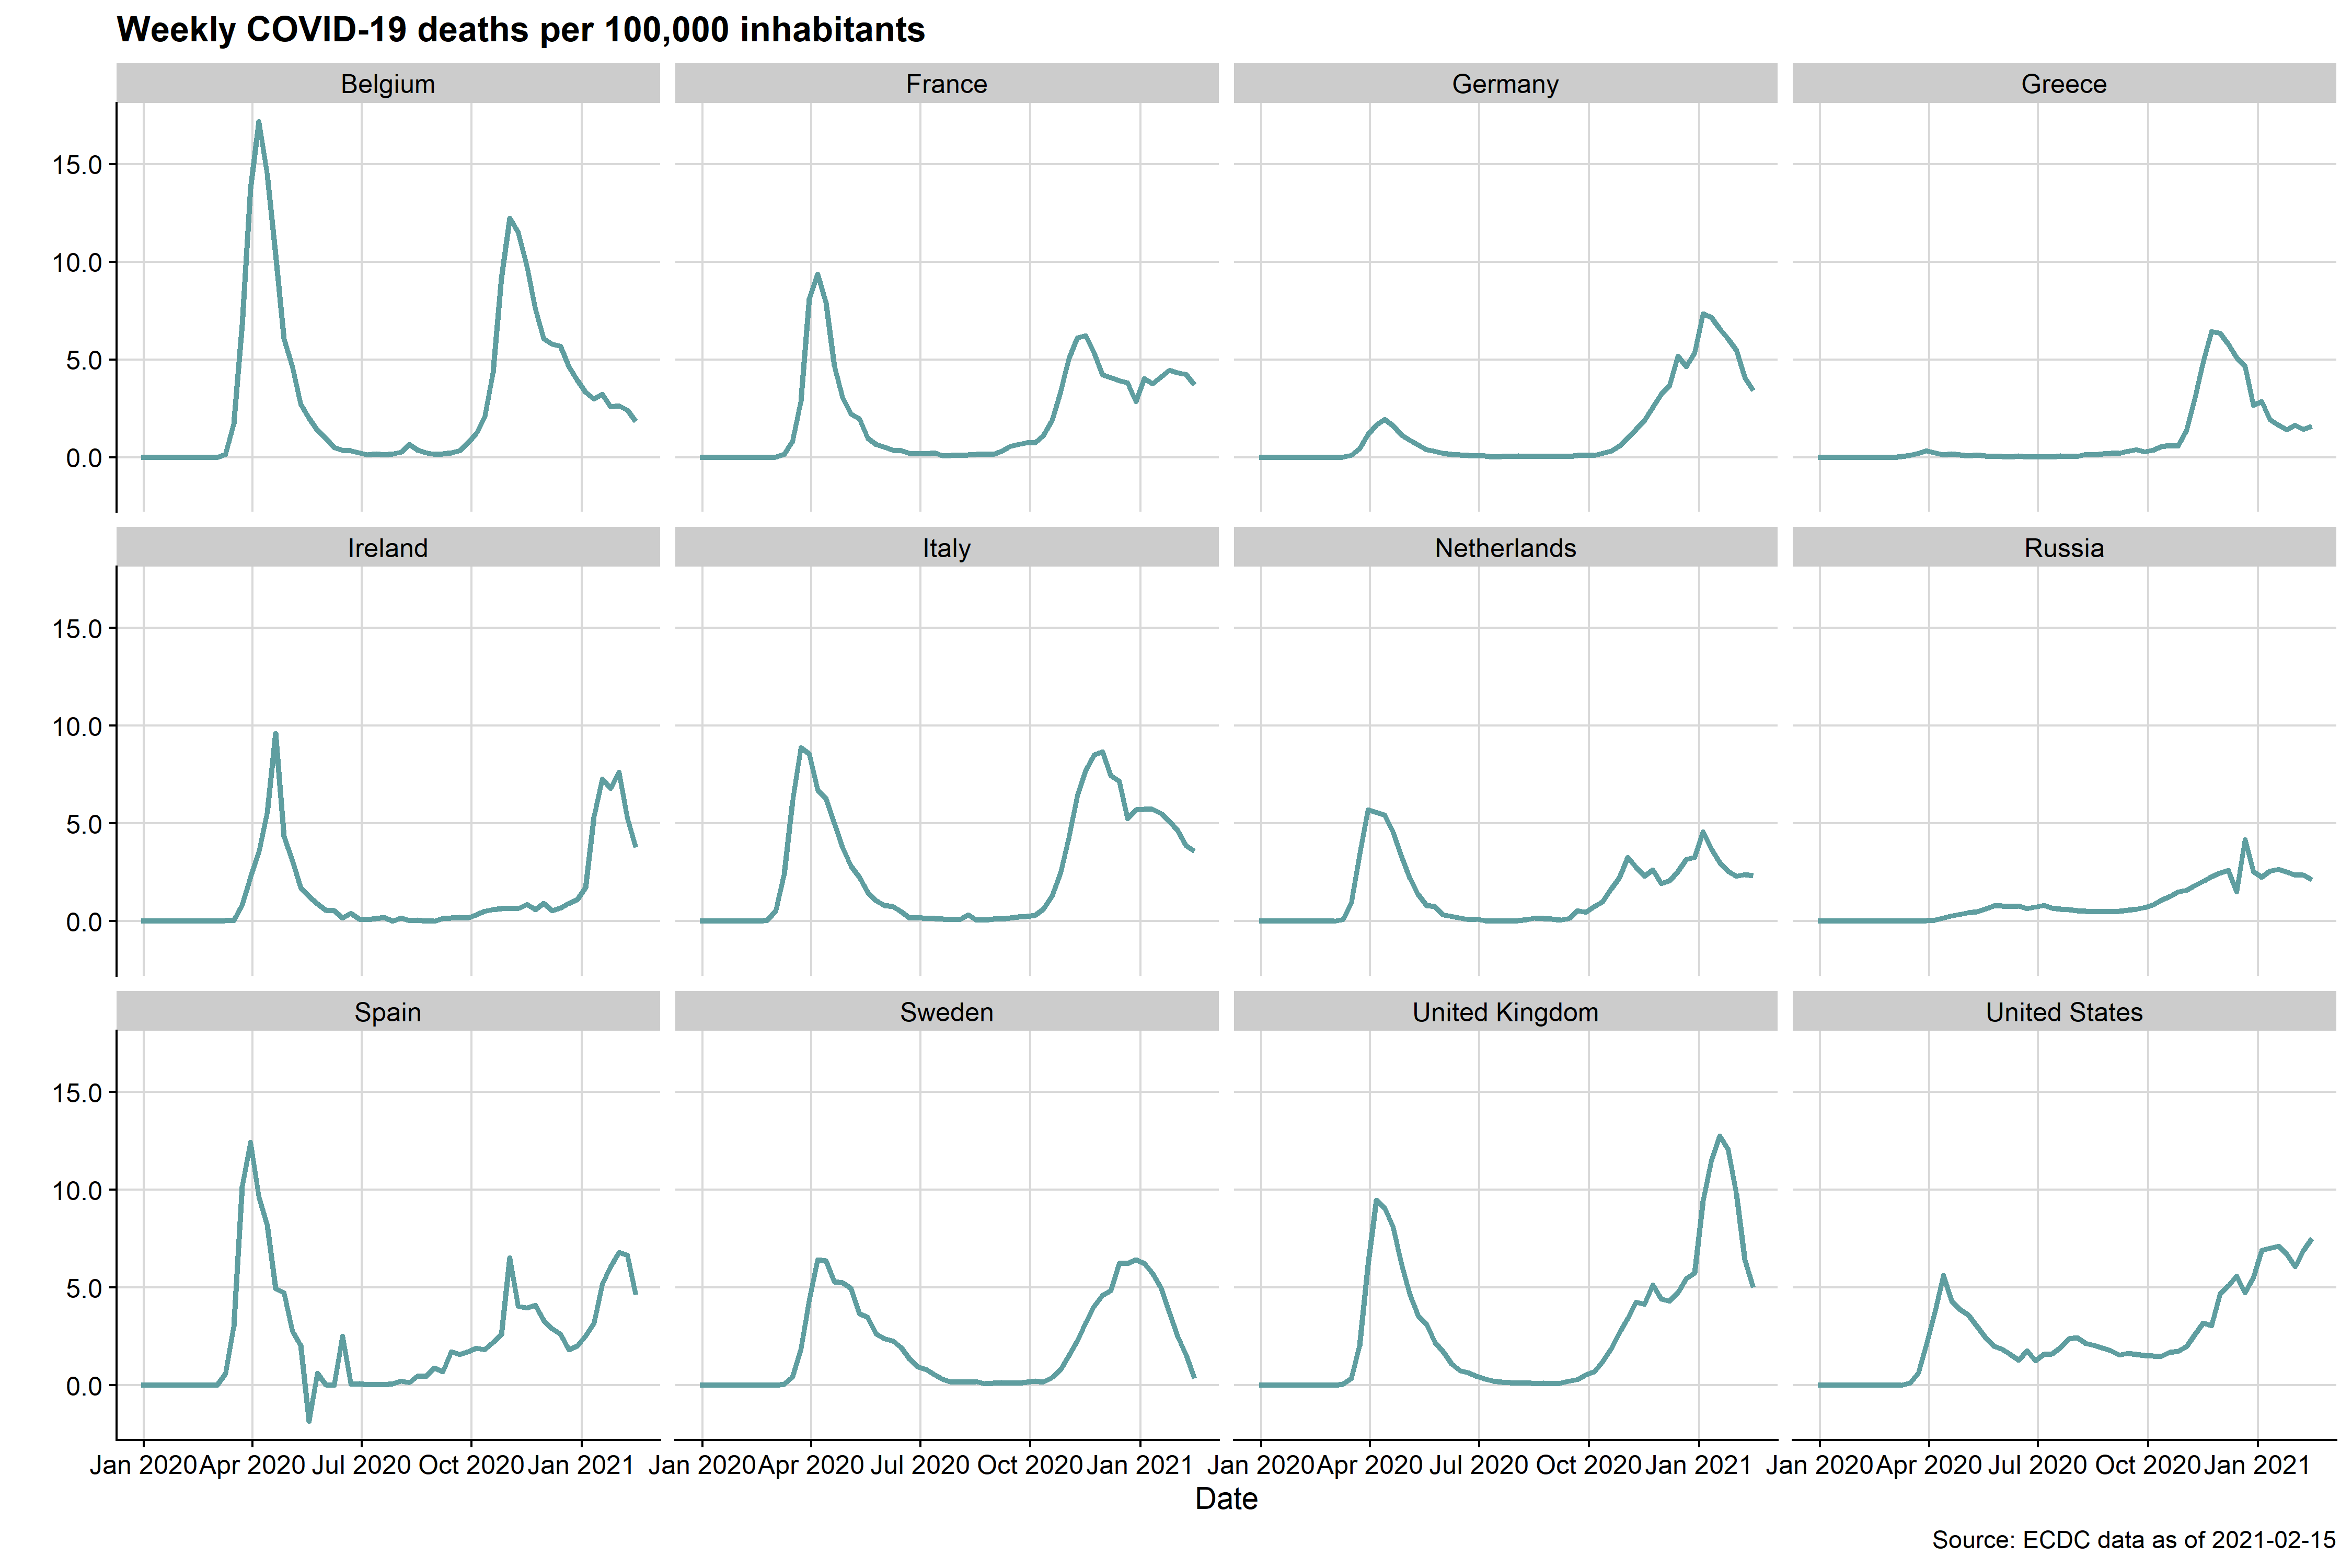 Weekly COVID-19 deaths per 100,000 inhabitants
Belgium France Germany Greece
15.0
10.0
5.0
0.0
Ireland Italy Netherlands Russia
15.0
10.0
5.0
0.0
Spain Sweden United Kingdom United States
15.0
10.0
5.0
0.0
Jan 2020 Apr 2020 Jul 2020 Oct 2020 Jan 2021 Jan 2020 Apr 2020 Jul 2020 Oct 2020 Jan 2021 Jan 2020 Apr 2020 Jul 2020 Oct 2020 Jan 2021 Jan 2020 Apr 2020 Jul 2020 Oct 2020 Jan 2021
Date
Source: ECDC data as of 2021-02-15